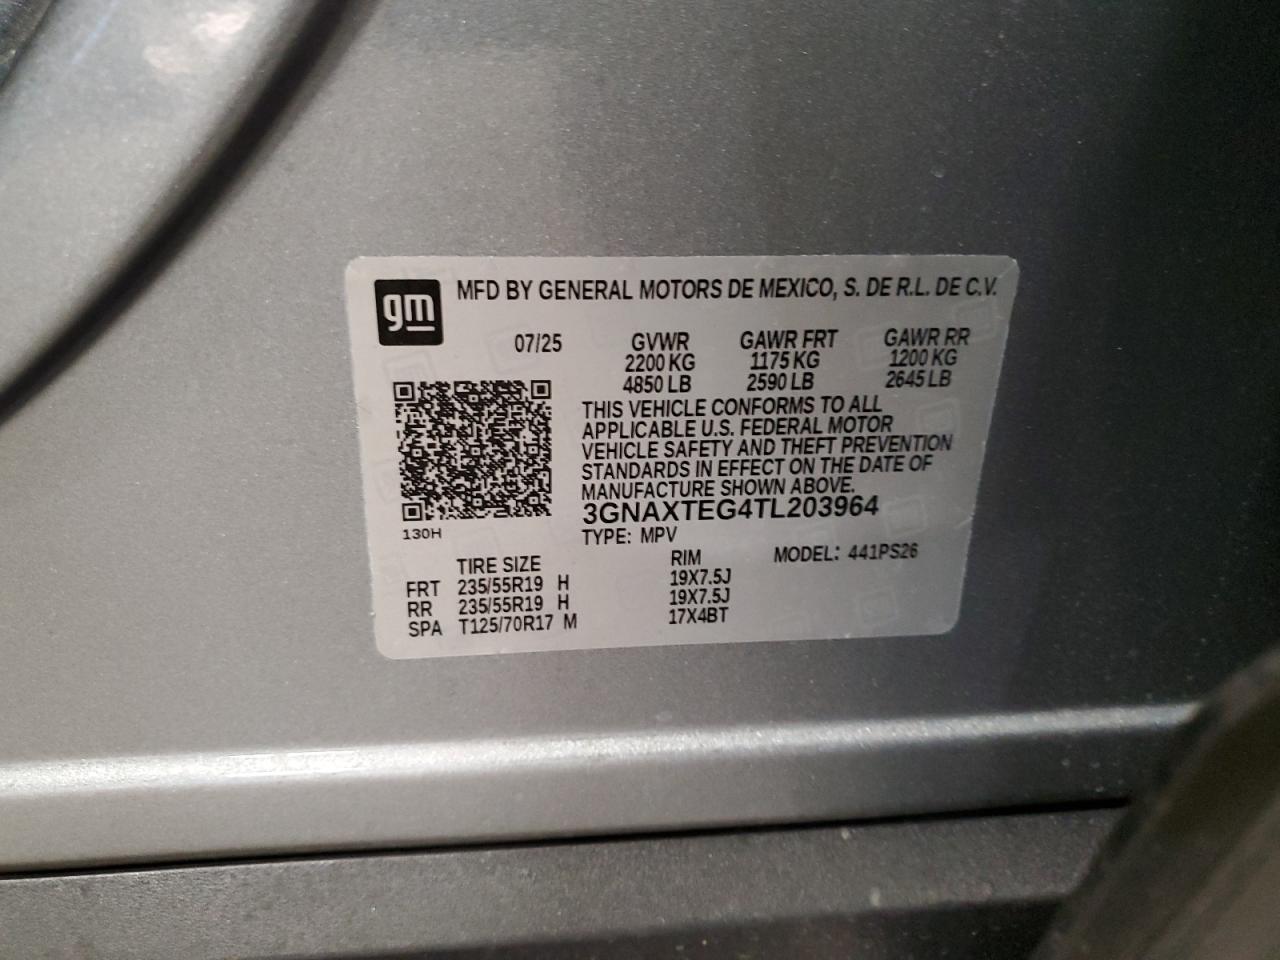 gm MFD BY GENERAL MOTORS DE MEXICO, S. DE R.L. DE C.V.
07/25 GVWR GAWR FRT GAWR RR
2200 KG 1175 KG 1200 KG
4850 LB 2590 LB 2645 LB
THIS VEHICLE CONFORMS TO ALL
APPLICABLE U.S. FEDERAL MOTOR
VEHICLE SAFETY AND THEFT PREVENTION
STANDARDS IN EFFECT ON THE DATE OF
MANUFACTURE SHOWN ABOVE.
3GNAXTEG4TL203964
130H
TYPE: MPV MODEL: 441PS26
TIRE SIZE RIM
FRT 235/55R19 H 19X7.5J
RR 235/55R19 H 19X7.5J
SPA T125/70R17 M 17X4BT